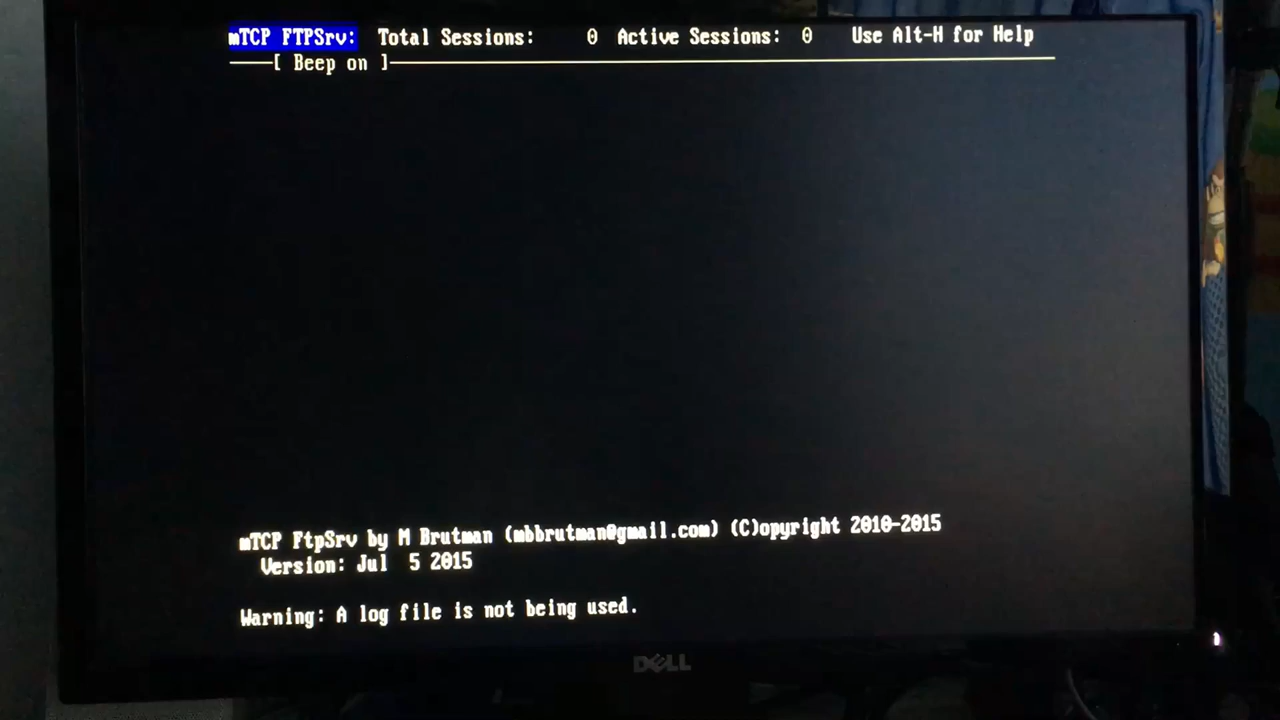 mTCP FTPSrv: Total Sessions: 0 Active Sessions: 0 Use Alt-H for Help
[ Beep on ]
mTCP FtpSrv by M Brutman (mbbrutman@gmail.com) (C)opyright 2010-2015
Version: Jul 5 2015
Warning: A log file is not being used.
DELL